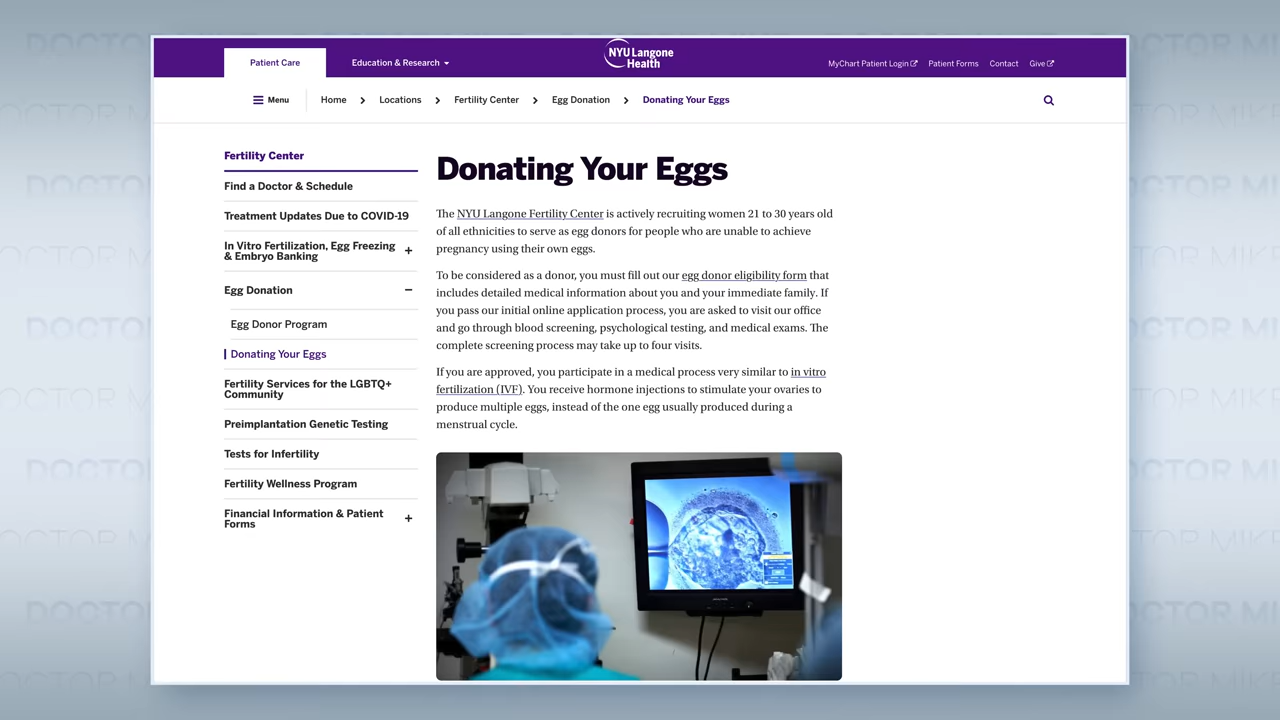 NYU Langone
Health
Patient Care
Education & Research
MyChart Patient Login
Patient Forms
Contact
Give
Menu
Home
Locations
Fertility Center
Egg Donation
Donating Your Eggs
Fertility Center
Find a Doctor & Schedule
Treatment Updates Due to COVID-19
In Vitro Fertilization, Egg Freezing
& Embryo Banking
Egg Donation
Egg Donor Program
Donating Your Eggs
Fertility Services for the LGBTQ+
Community
Preimplantation Genetic Testing
Tests for Infertility
Fertility Wellness Program
Financial Information & Patient
Forms
Donating Your Eggs
The NYU Langone Fertility Center is actively recruiting women 21 to 30 years old
of all ethnicities to serve as egg donors for people who are unable to achieve
pregnancy using their own eggs.
To be considered as a donor, you must fill out our egg donor eligibility form that
includes detailed medical information about you and your immediate family. If
you pass our initial online application process, you are asked to visit our office
and go through blood screening, psychological testing, and medical exams. The
complete screening process may take up to four visits.
If you are approved, you participate in a medical process very similar to in vitro
fertilization (IVF). You receive hormone injections to stimulate your ovaries to
produce multiple eggs, instead of the one egg usually produced during a
menstrual cycle.
DOCTOR MIKE